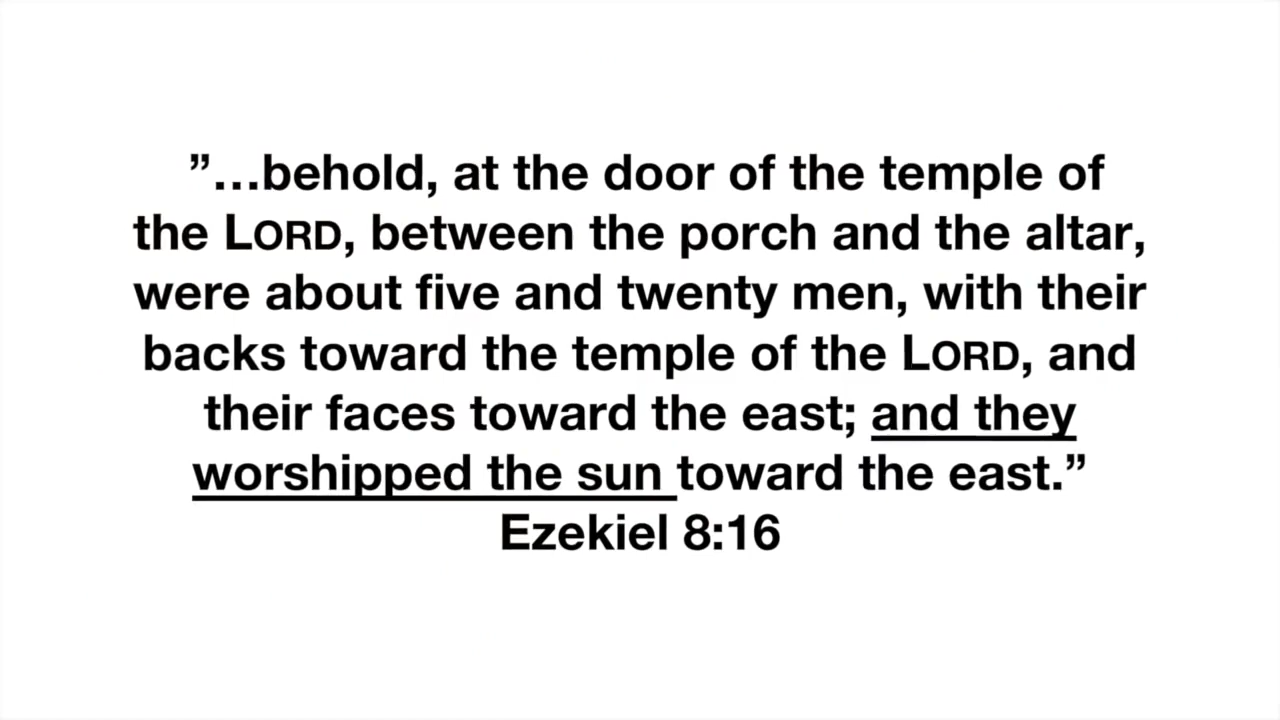 ”…behold, at the door of the temple of
the LORD, between the porch and the altar,
were about five and twenty men, with their
backs toward the temple of the LORD, and
their faces toward the east; and they
worshipped the sun toward the east.”
Ezekiel 8:16